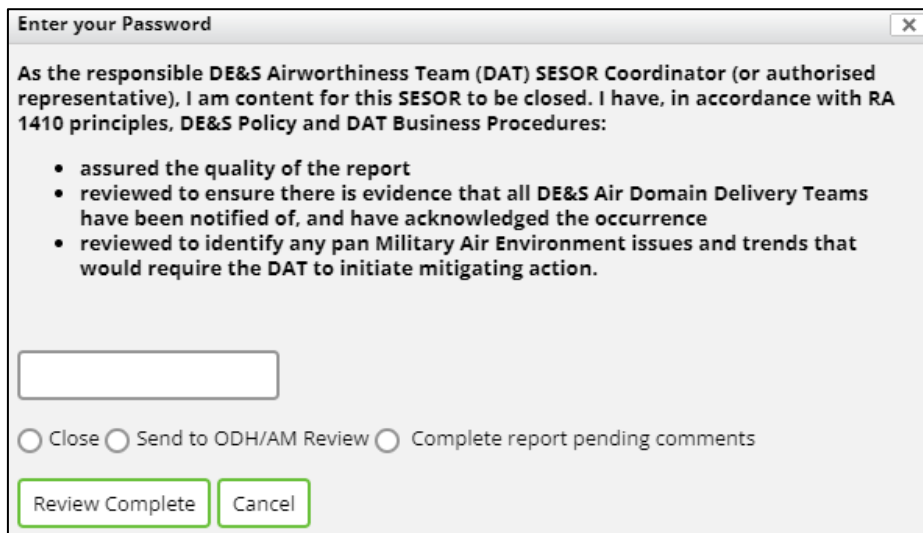 Enter your Password
As the responsible DE&S Airworthiness Team (DAT) SESOR Coordinator (or authorised
representative), I am content for this SESOR to be closed. I have, in accordance with RA
1410 principles, DE&S Policy and DAT Business Procedures:
• assured the quality of the report
• reviewed to ensure there is evidence that all DE&S Air Domain Delivery Teams
have been notified of, and have acknowledged the occurrence
• reviewed to identify any pan Military Air Environment issues and trends that
would require the DAT to initiate mitigating action.
Close Send to ODH/AM Review Complete report pending comments
Review Complete Cancel